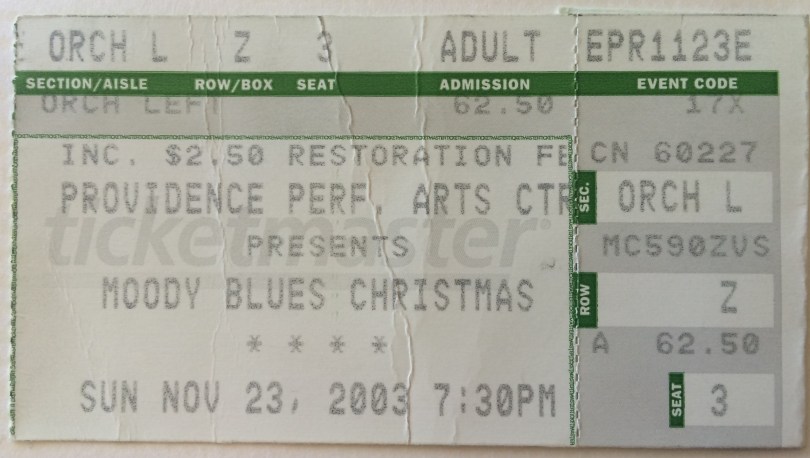 ORCH L Z 3 ADULT EPR1123E
SECTION/AISLE ROW/BOX SEAT ADMISSION EVENT CODE
ORCH LEFT 62.50 17X
INC. $2.50 RESTORATION FE CN 60227
PROVIDENCE PERF. ARTS CTR SEC. ORCH L
ticketmaster
PRESENTS MC590ZVS
MOODY BLUES CHRISTMAS ROW Z
* * * * A 62.50
SUN NOV 23, 2003 7:30PM SEAT 3